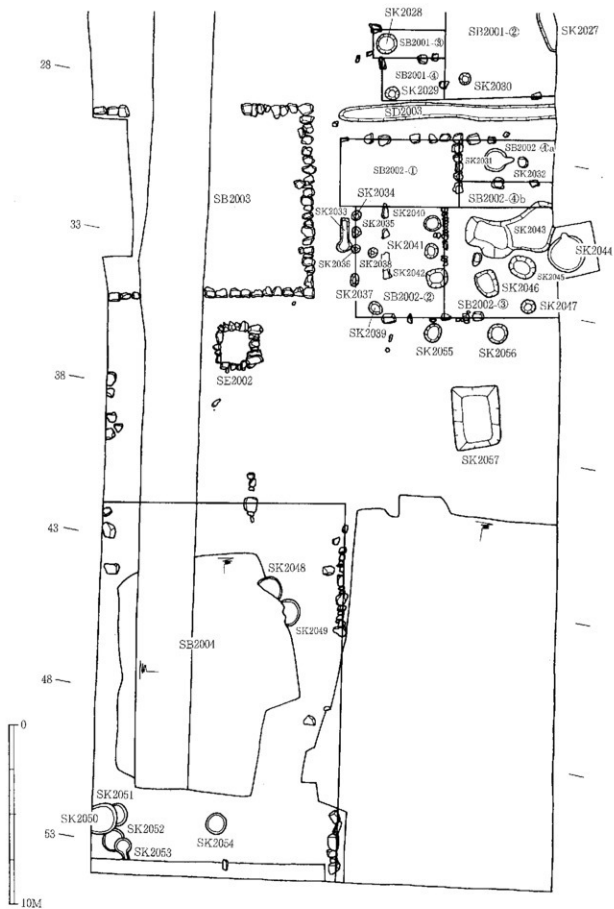 SK2028
SB2001-②
SK2027
SB2001-③
28
SB2001-④
SK2030
SK2029
SD2003
SB2002-④a
SK2031
SK2032
SB2002-①
SB2002-④b
SB2003
SK2034
SK2033
SK2040
SK2035
33
SK2043
SK2041
SK2044
SK2036
SK2038
SK2042
SK2045
SK2046
SK2037
SB2002-②
SB2002-③
SK2047
SK2039
SK2055
SK2056
38
SE2002
SK2057
43
SK2048
SK2049
SB2004
48
0
SK2051
SK2050
SK2052
SK2054
53
SK2053
10M